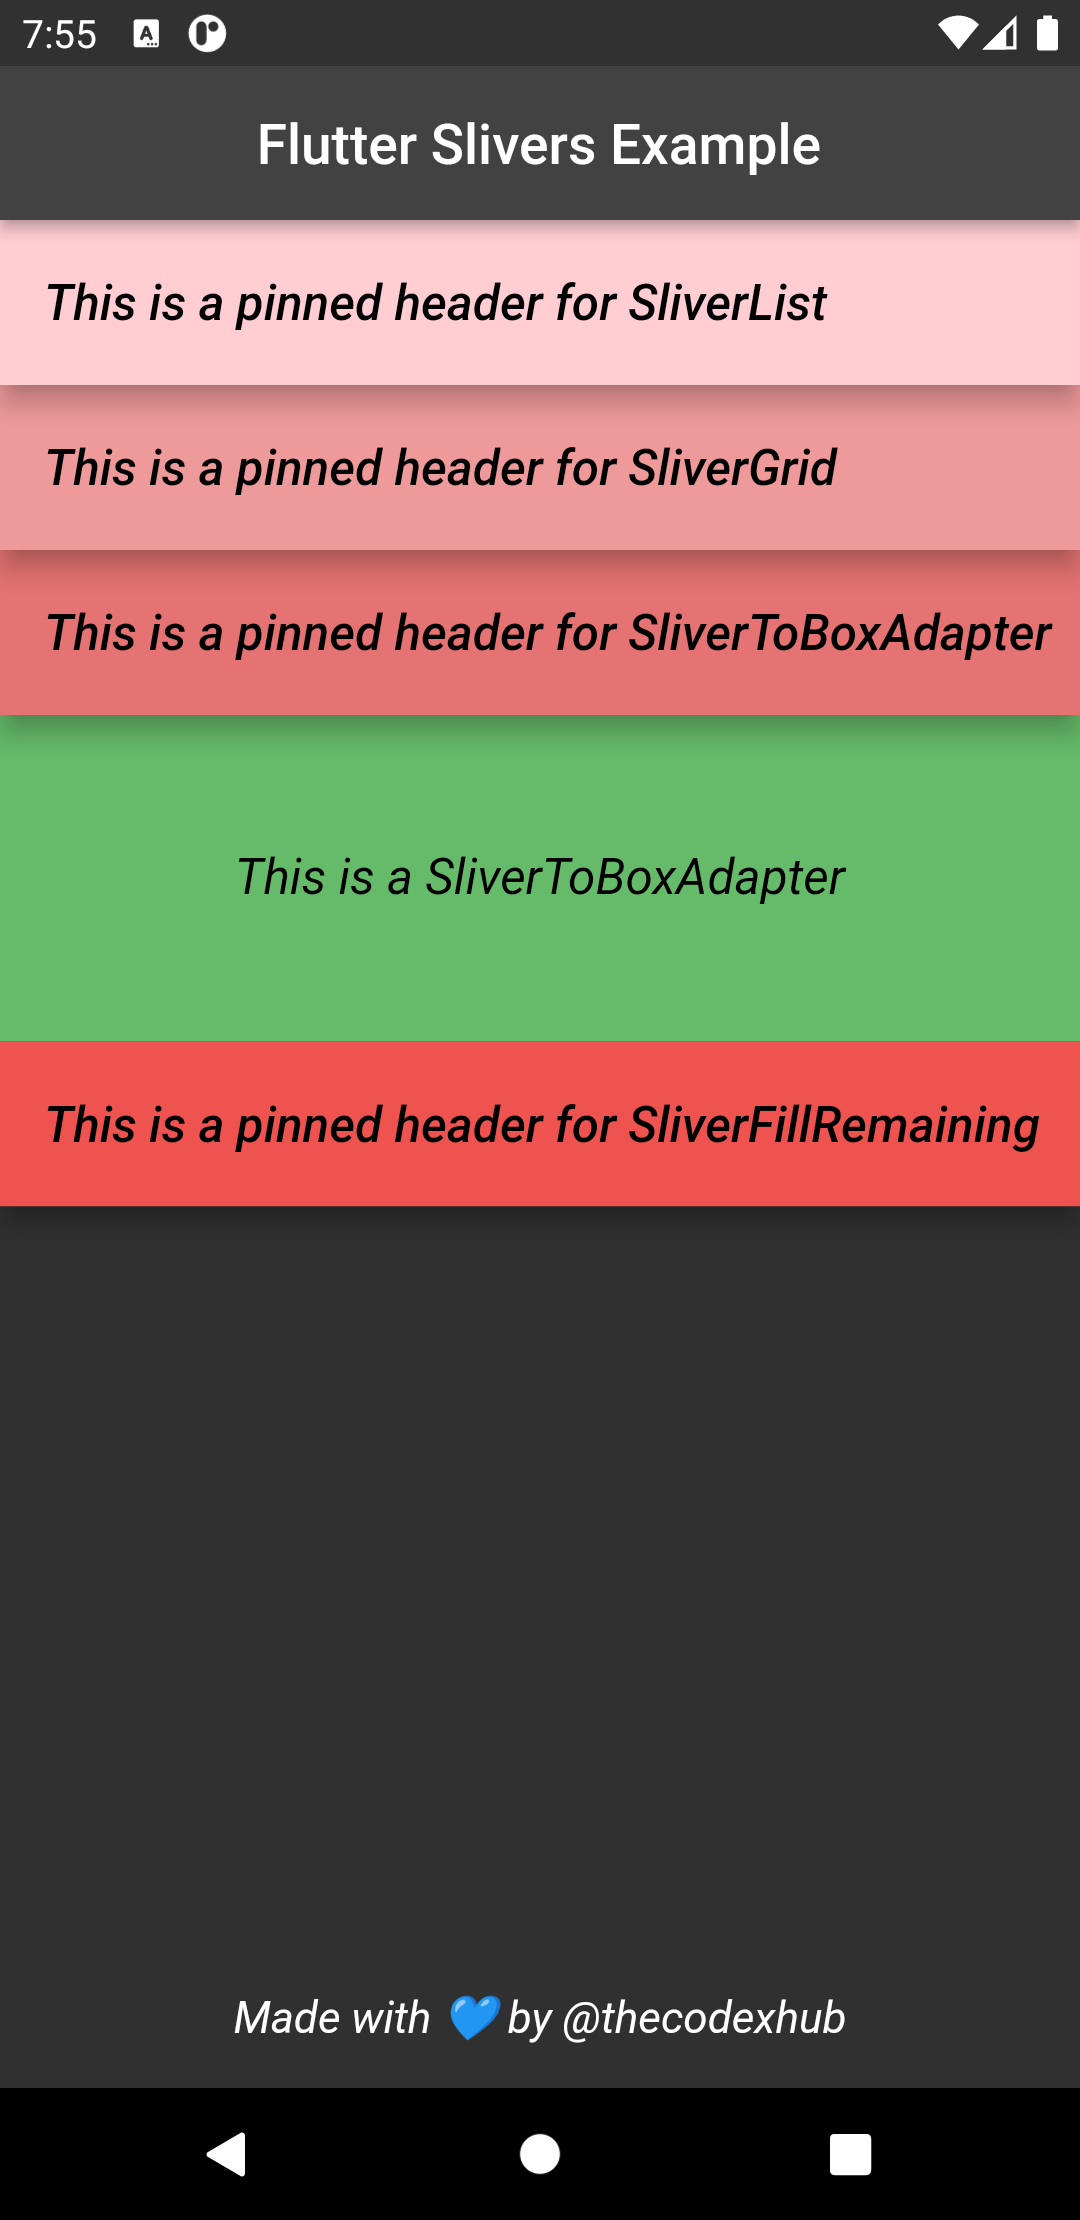 7:55
Flutter Slivers Example
This is a pinned header for SliverList
This is a pinned header for SliverGrid
This is a pinned header for SliverToBoxAdapter
This is a SliverToBoxAdapter
This is a pinned header for SliverFillRemaining
Made with 💙 by @thecodexhub